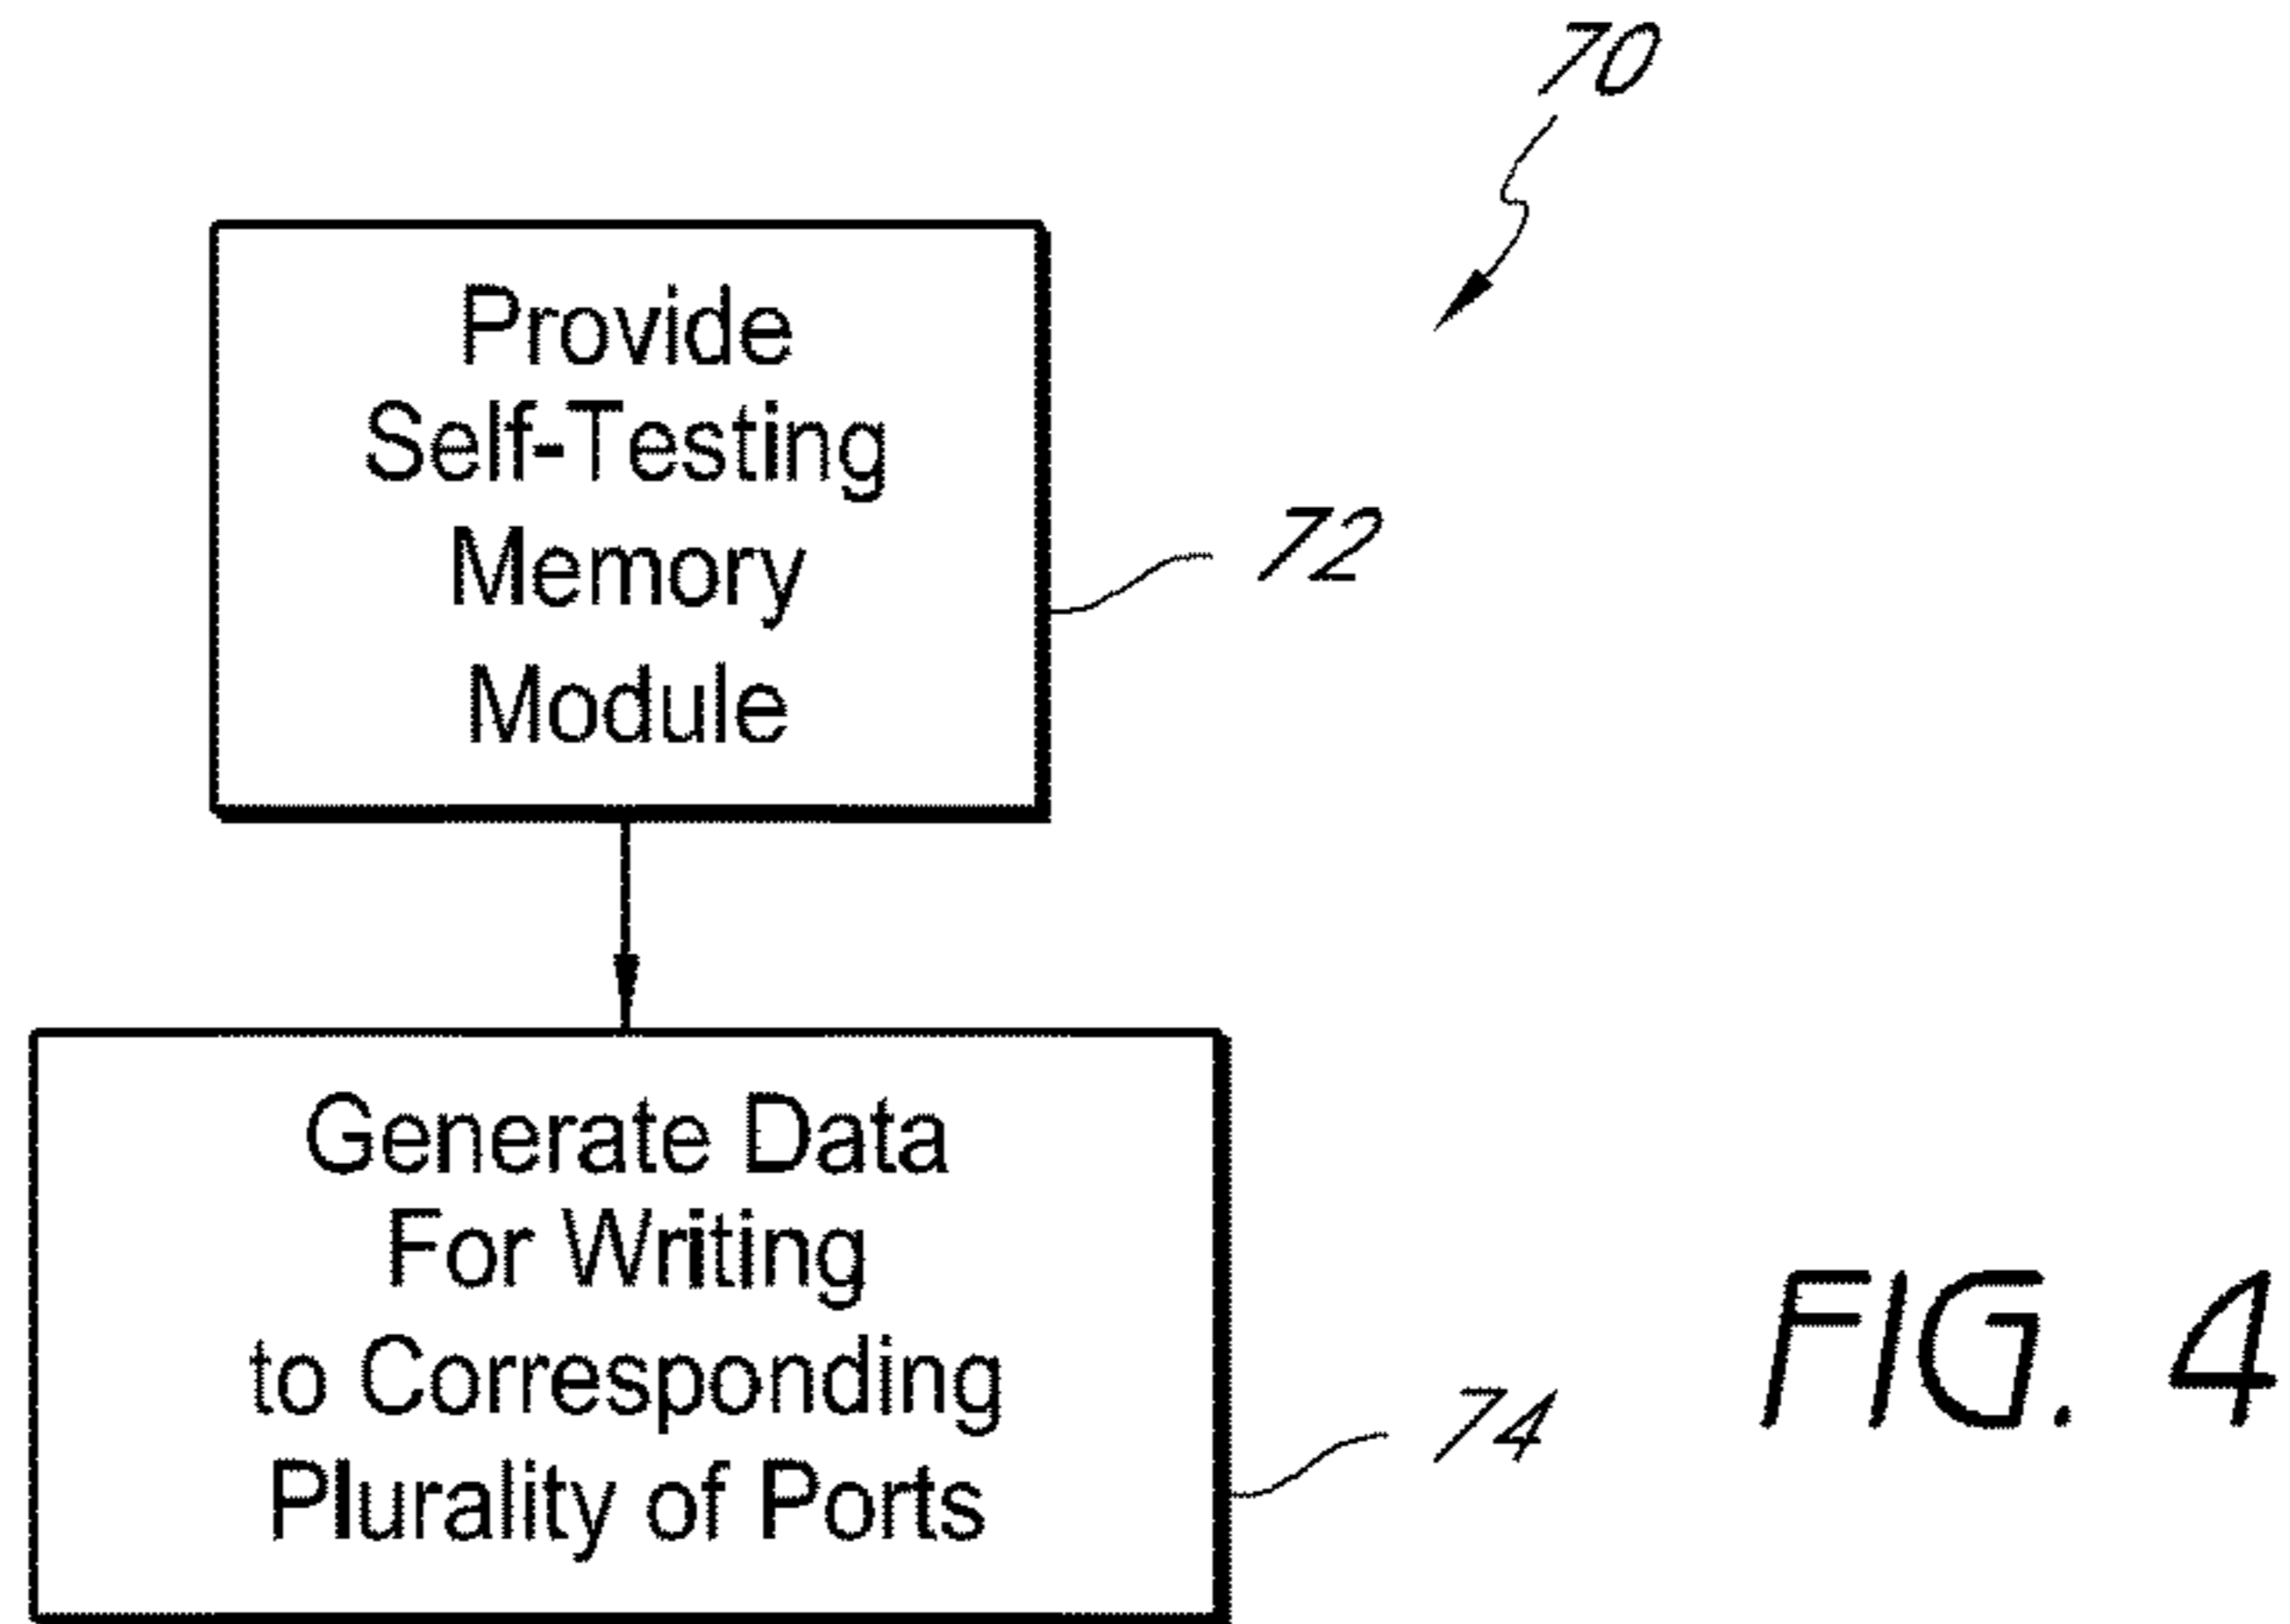 70
Provide
Self-Testing
Memory
Module
72
Generate Data
For Writing
to Corresponding
Plurality of Ports
74
FIG. 4